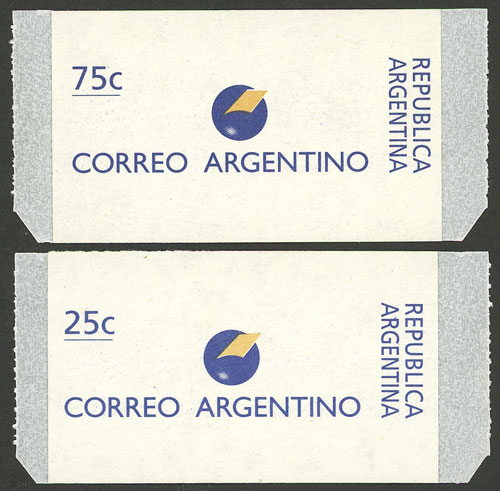 75c
CORREO ARGENTINO
REPUBLICA
ARGENTINA
25c
CORREO ARGENTINO
REPUBLICA
ARGENTINA